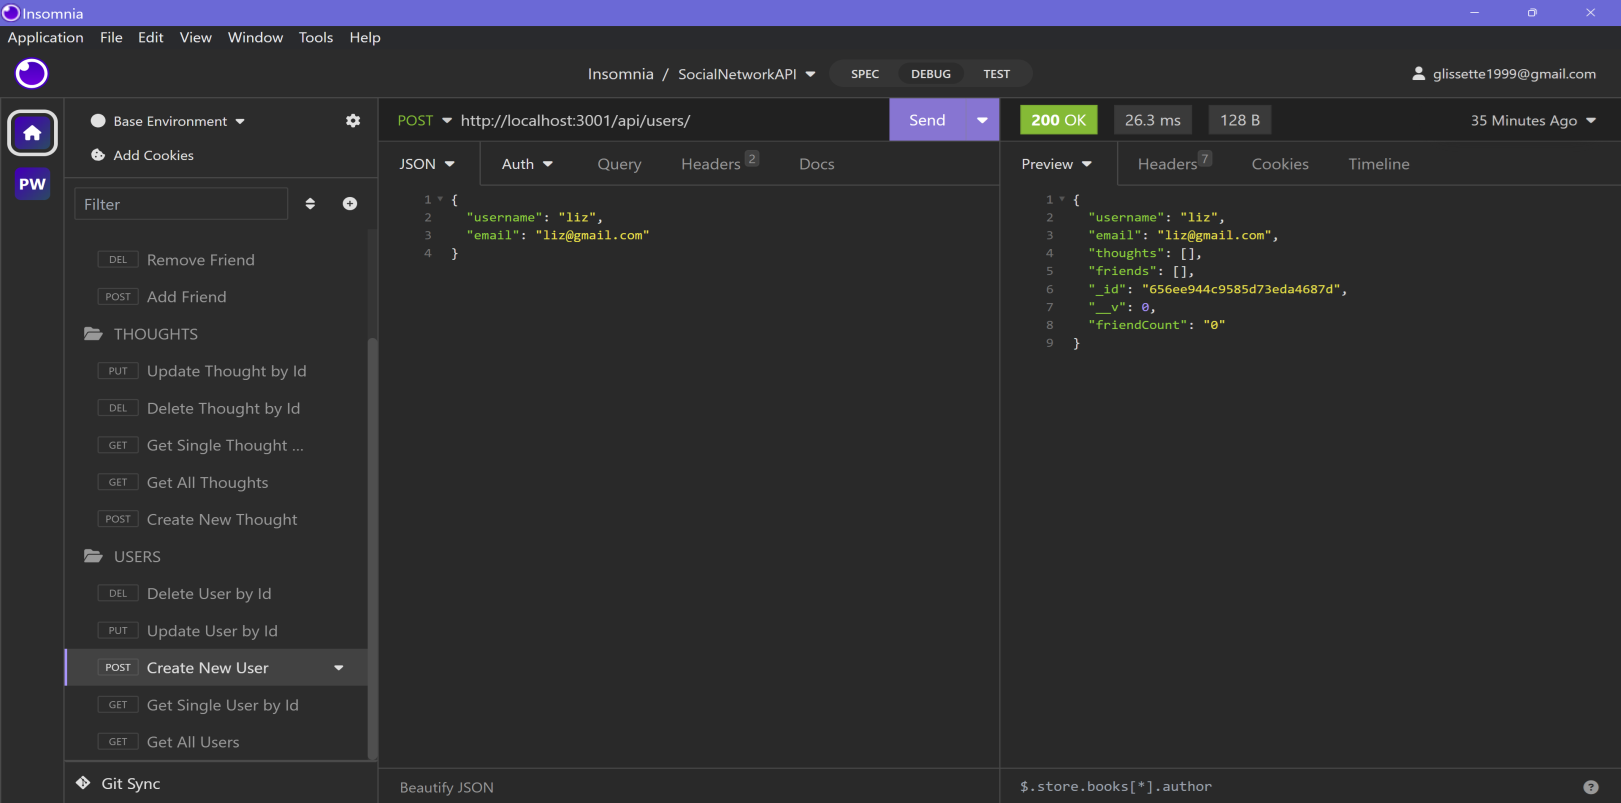 Insomnia
Application File Edit View Window Tools Help
Insomnia / SocialNetworkAPI SPEC DEBUG TEST glissette1999@gmail.com
PW
Base Environment
Add Cookies
Filter
DEL Remove Friend
POST Add Friend
THOUGHTS
PUT Update Thought by Id
DEL Delete Thought by Id
GET Get Single Thought ...
GET Get All Thoughts
POST Create New Thought
USERS
DEL Delete User by Id
PUT Update User by Id
POST Create New User
GET Get Single User by Id
GET Get All Users
Git Sync
POST http://localhost:3001/api/users/ Send
JSON Auth Query Headers 2 Docs
1 {
2 "username": "liz",
3 "email": "liz@gmail.com"
4 }
Beautify JSON
200 OK 26.3 ms 128 B 35 Minutes Ago
Preview Headers 7 Cookies Timeline
1 {
2 "username": "liz",
3 "email": "liz@gmail.com",
4 "thoughts": [],
5 "friends": [],
6 "_id": "656ee944c9585d73eda4687d",
7 "__v": 0,
8 "friendCount": "0"
9 }
$.store.books[*].author ?